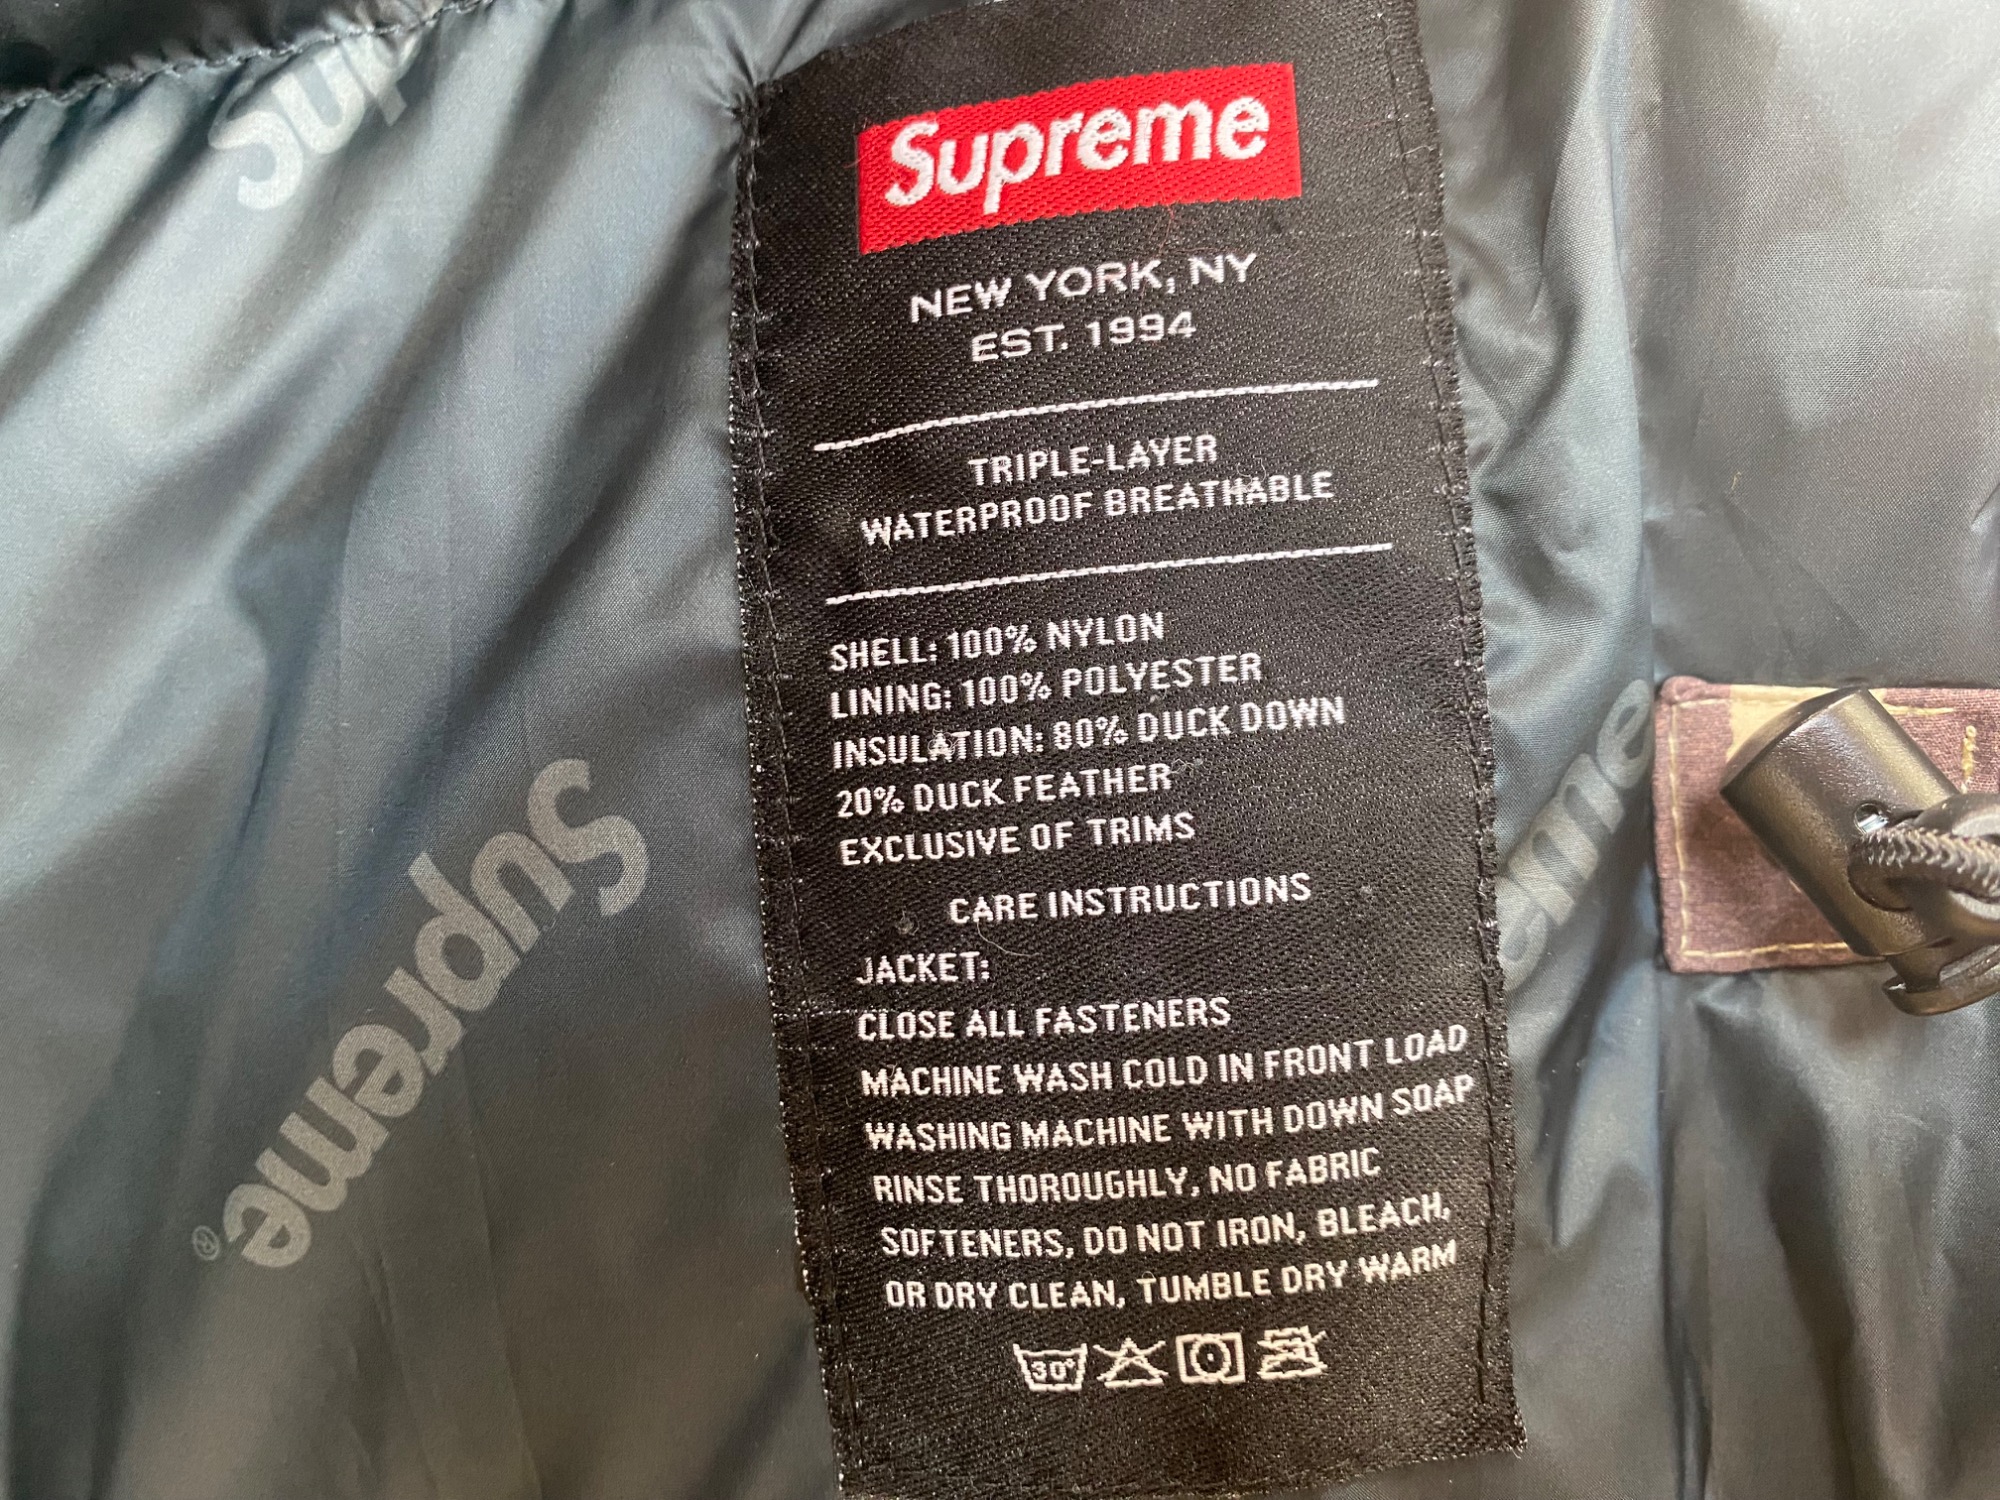 Supreme
NEW YORK, NY
EST. 1994
TRIPLE-LAYER
WATERPROOF BREATHABLE
SHELL: 100% NYLON
LINING: 100% POLYESTER
INSULATION: 80% DUCK DOWN
20% DUCK FEATHER
EXCLUSIVE OF TRIMS
CARE INSTRUCTIONS
JACKET:
CLOSE ALL FASTENERS
MACHINE WASH COLD IN FRONT LOAD
WASHING MACHINE WITH DOWN SOAP
RINSE THOROUGHLY, NO FABRIC
SOFTENERS, DO NOT IRON, BLEACH,
OR DRY CLEAN, TUMBLE DRY WARM
30°
Sup
Supreme®
eme